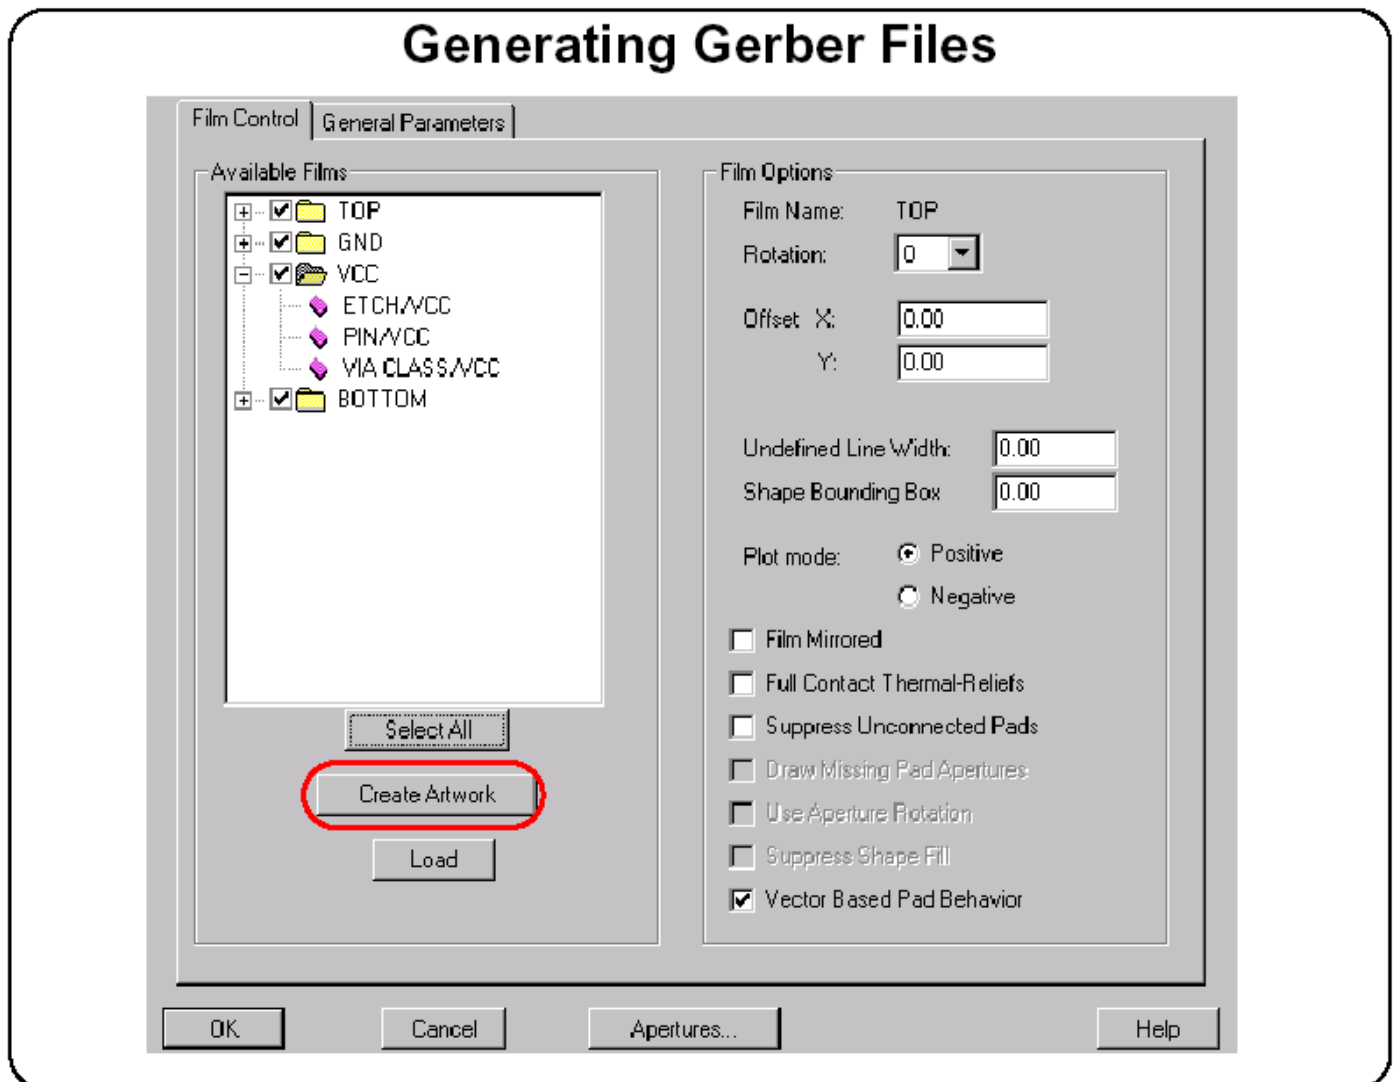 Generating Gerber Files
Film Control
General Parameters
Available Films
TOP
GND
VCC
ETCH/VCC
PIN/VCC
VIA CLASS/VCC
BOTTOM
Select All
Create Artwork
Load
Film Options
Film Name: TOP
Rotation: 0
Offset X: 0.00
Y: 0.00
Undefined Line Width: 0.00
Shape Bounding Box 0.00
Plot mode: Positive
Negative
Film Mirrored
Full Contact Thermal-Reliefs
Suppress Unconnected Pads
Draw Missing Pad Apertures
Use Aperture Rotation
Suppress Shape Fill
Vector Based Pad Behavior
OK
Cancel
Apertures...
Help